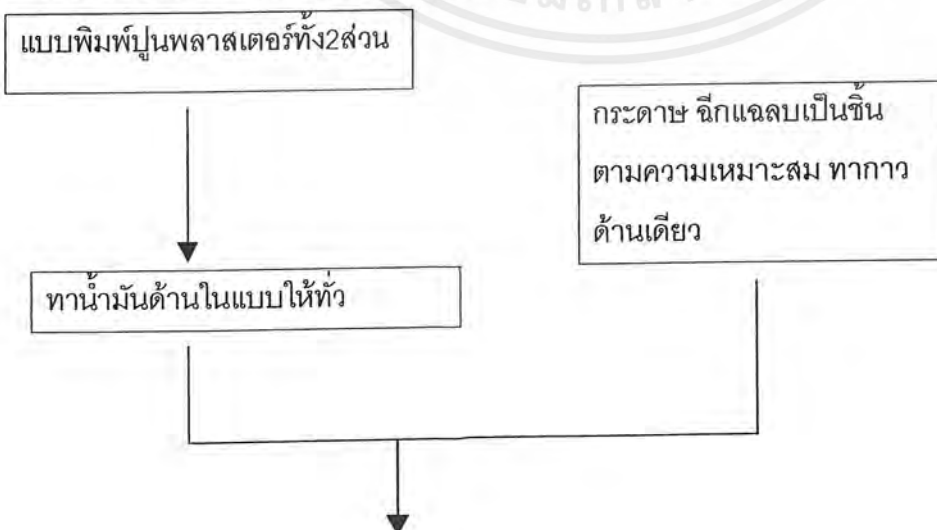 แบบพิมพ์ปูนพลาสเตอร์ทั้ง2ส่วน
กระดาษ ฉีกแฉลบเป็นชิ้น
ตามความเหมาะสม ทากาว
ด้านเดียว
ทาน้ำมันด้านในแบบให้ทั่ว